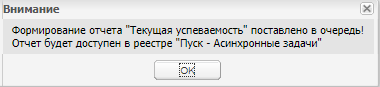 Внимание
Формирование отчета "Текущая успеваемость" поставлено в очередь!
Отчет будет доступен в реестре "Пуск - Асинхронные задачи"
OK